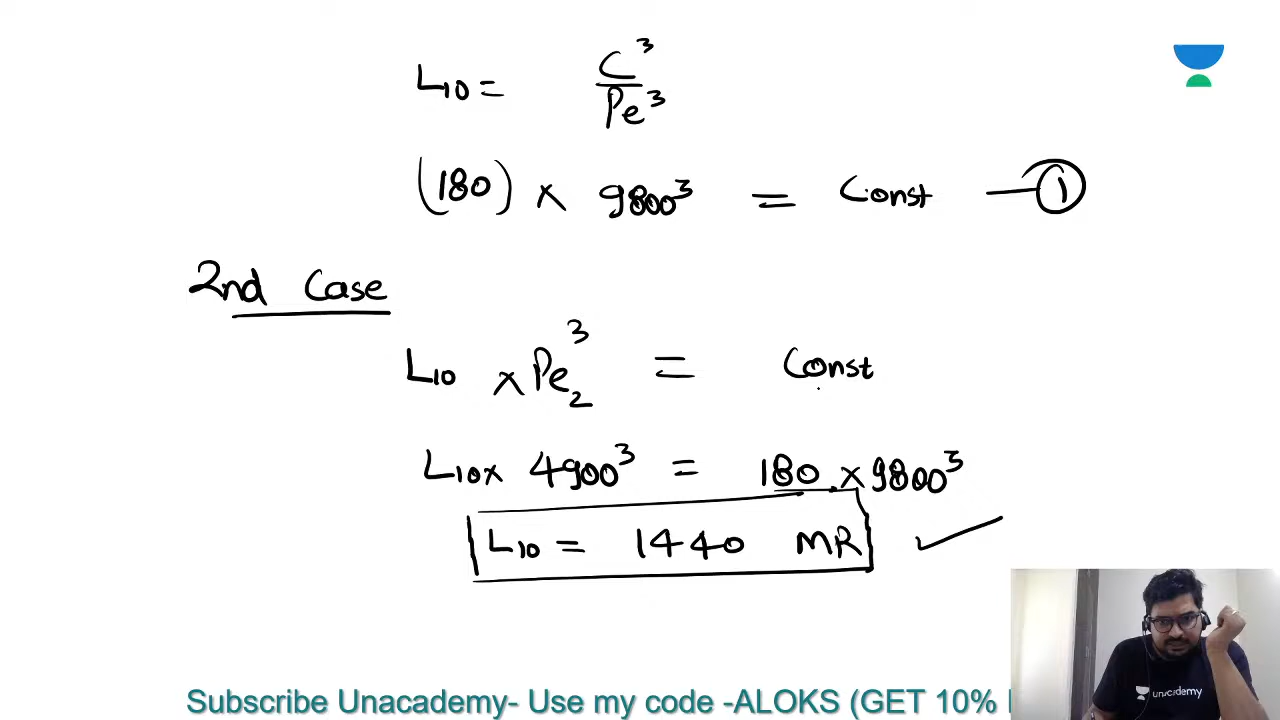 L10 = C³/Pe³
(180) × 9800³ = Const — ①
2nd Case
L10 × Pe₂³ = Const
L10 × 4900³ = 180 × 9800³
L10 = 1440 MR ✓
unacademy
Subscribe Unacademy- Use my code -ALOKS (GET 10%